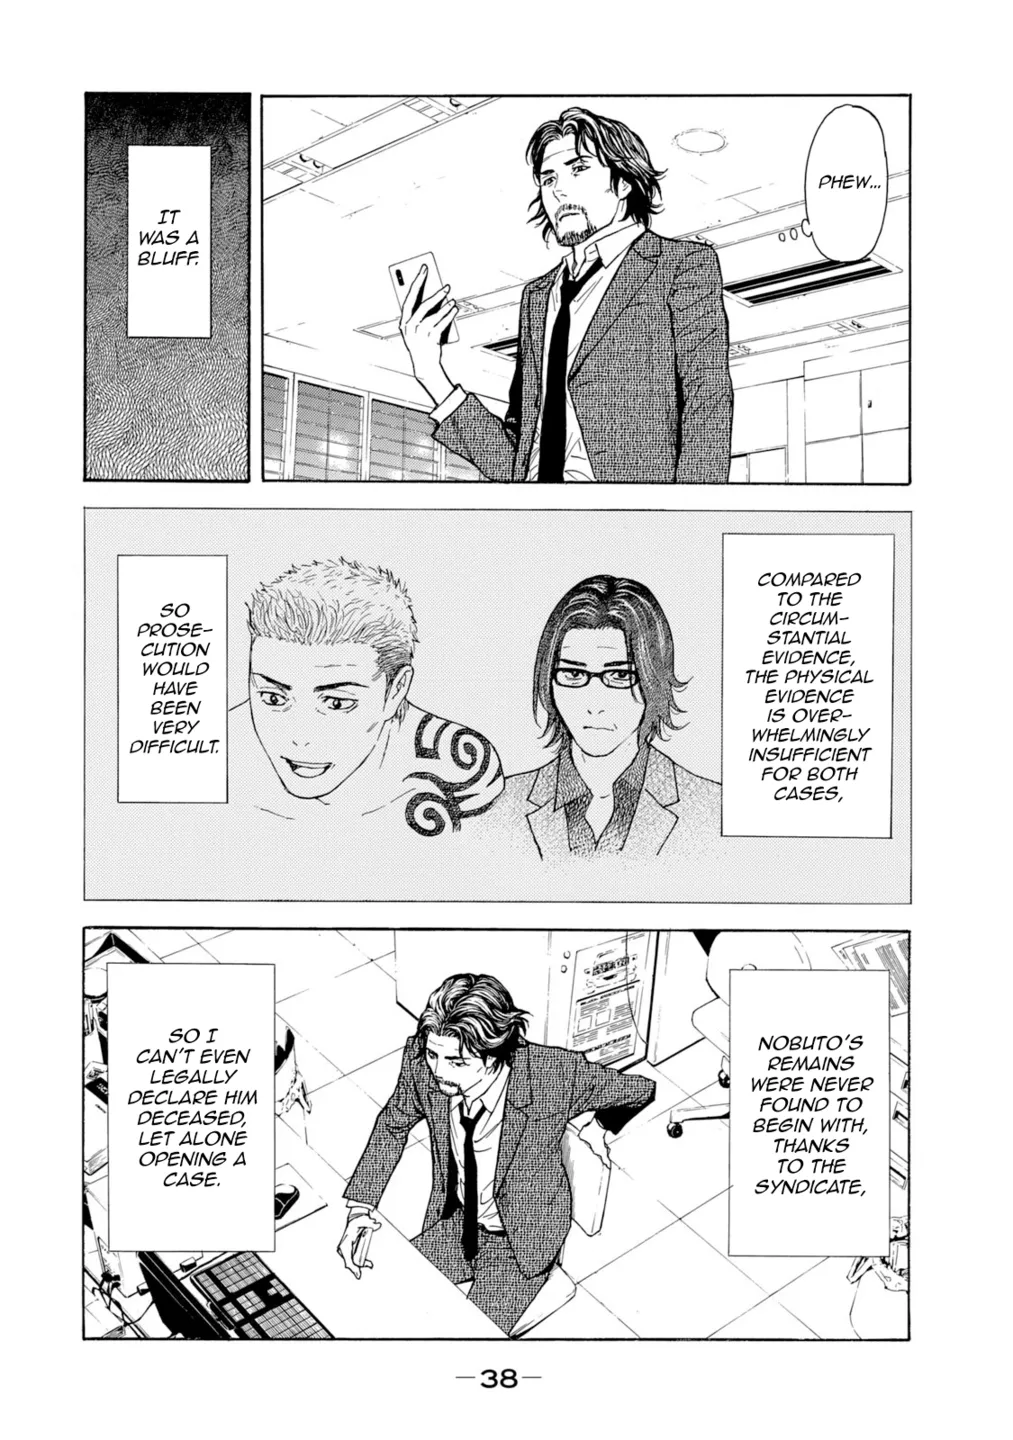 PHEW...
IT
WAS A
BLUFF.
COMPARED
TO THE
CIRCUM-
STANTIAL
EVIDENCE,
THE PHYSICAL
EVIDENCE
IS OVER-
WHELMINGLY
INSUFFICIENT
FOR BOTH
CASES,
SO
PROSE-
CUTION
WOULD
HAVE
BEEN
VERY
DIFFICULT.
NOBUTO'S
REMAINS
WERE NEVER
FOUND TO
BEGIN WITH,
THANKS
TO THE
SYNDICATE,
SO I
CAN'T EVEN
LEGALLY
DECLARE HIM
DECEASED,
LET ALONE
OPENING A
CASE.
—38—